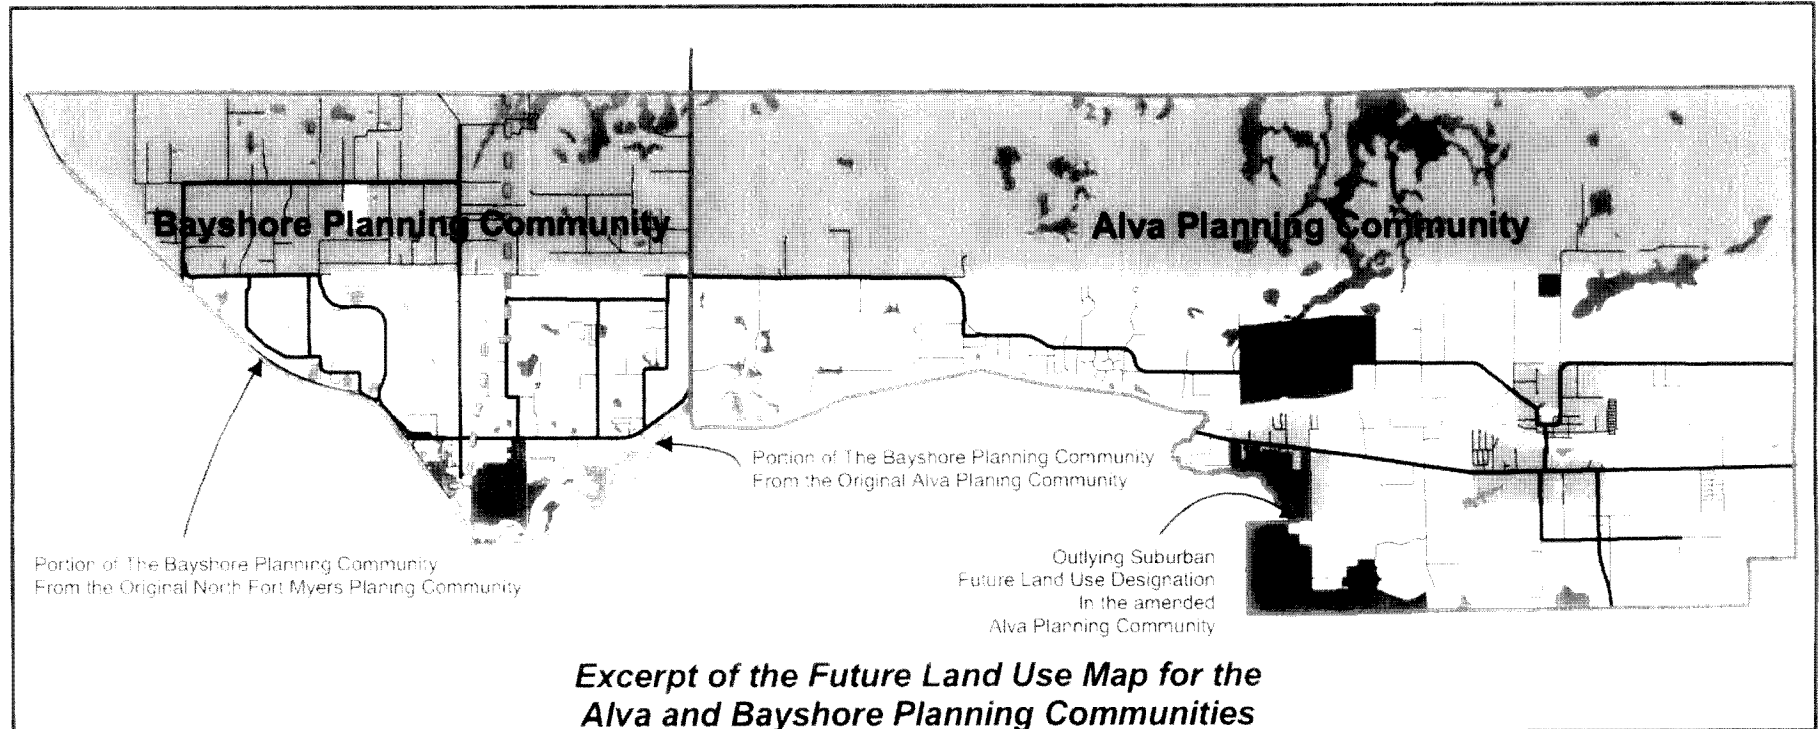 Bayshore Planning Community
Alva Planning Community
Portion of The Bayshore Planning Community
From the Original Alva Planing Community
Portion of The Bayshore Planning Community
From the Original North Fort Myers Planing Community
Outlying Suburban
Future Land Use Designation
In the amended
Alva Planning Community
Excerpt of the Future Land Use Map for the
Alva and Bayshore Planning Communities